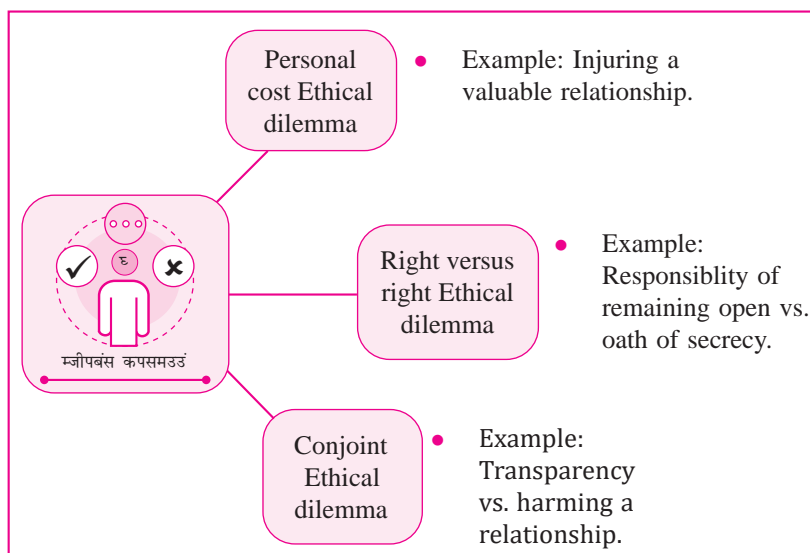 Personal
cost Ethical
dilemma
Example: Injuring a
valuable relationship.
Right versus
right Ethical
dilemma
Example:
Responsiblity of
remaining open vs.
oath of secrecy.
घ्
म्जीपबंस कपसमउउं
Conjoint
Ethical
dilemma
Example:
Transparency
vs. harming a
relationship.